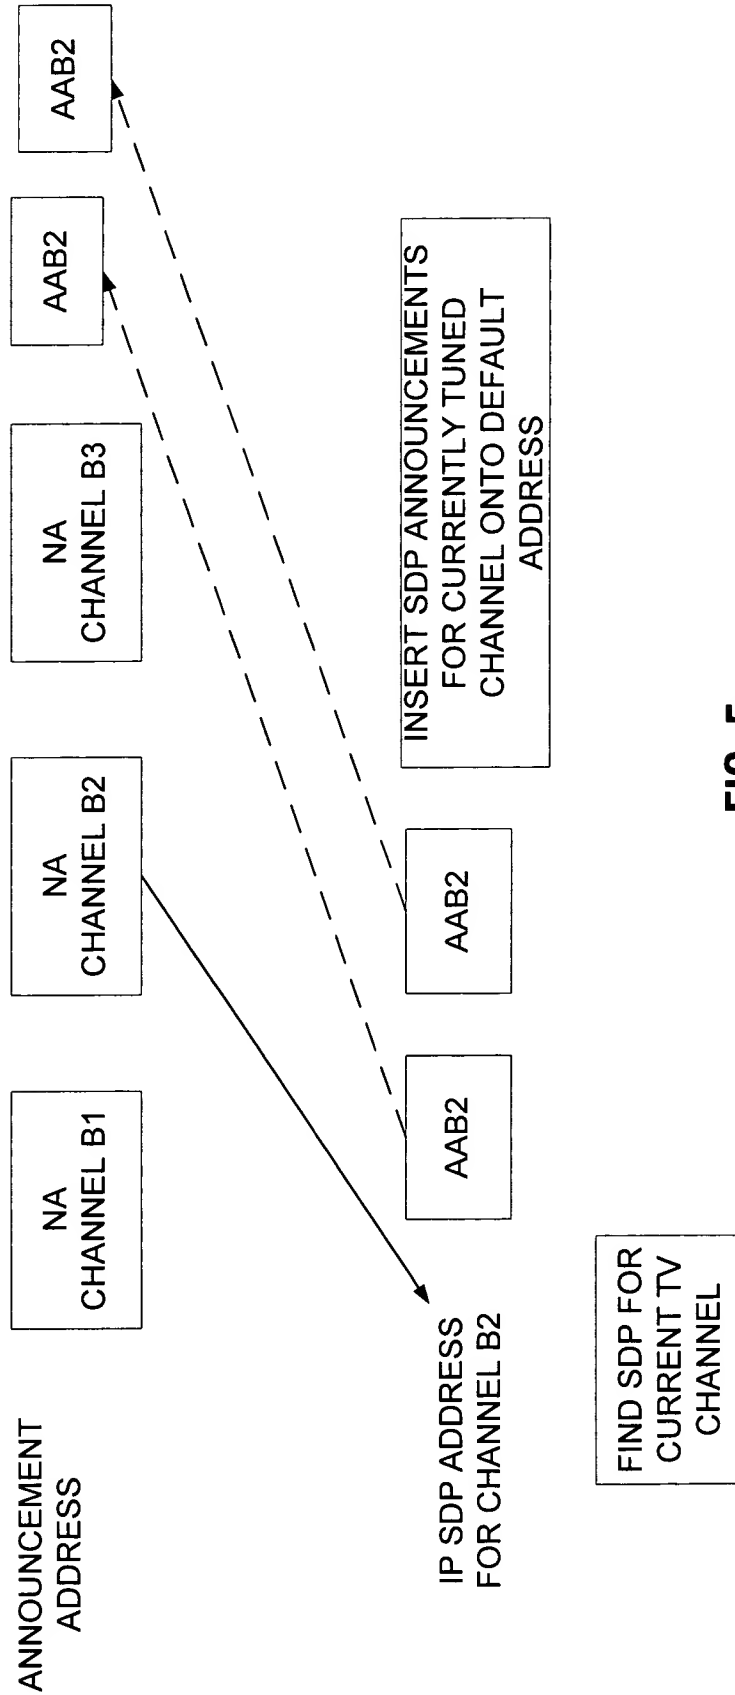 ANNOUNCEMENT
ADDRESS
NA
CHANNEL B1
NA
CHANNEL B2
NA
CHANNEL B3
AAB2
AAB2
IP SDP ADDRESS
FOR CHANNEL B2
AAB2
AAB2
INSERT SDP ANNOUNCEMENTS
FOR CURRENTLY TUNED
CHANNEL ONTO DEFAULT
ADDRESS
FIND SDP FOR
CURRENT TV
CHANNEL
FIG.